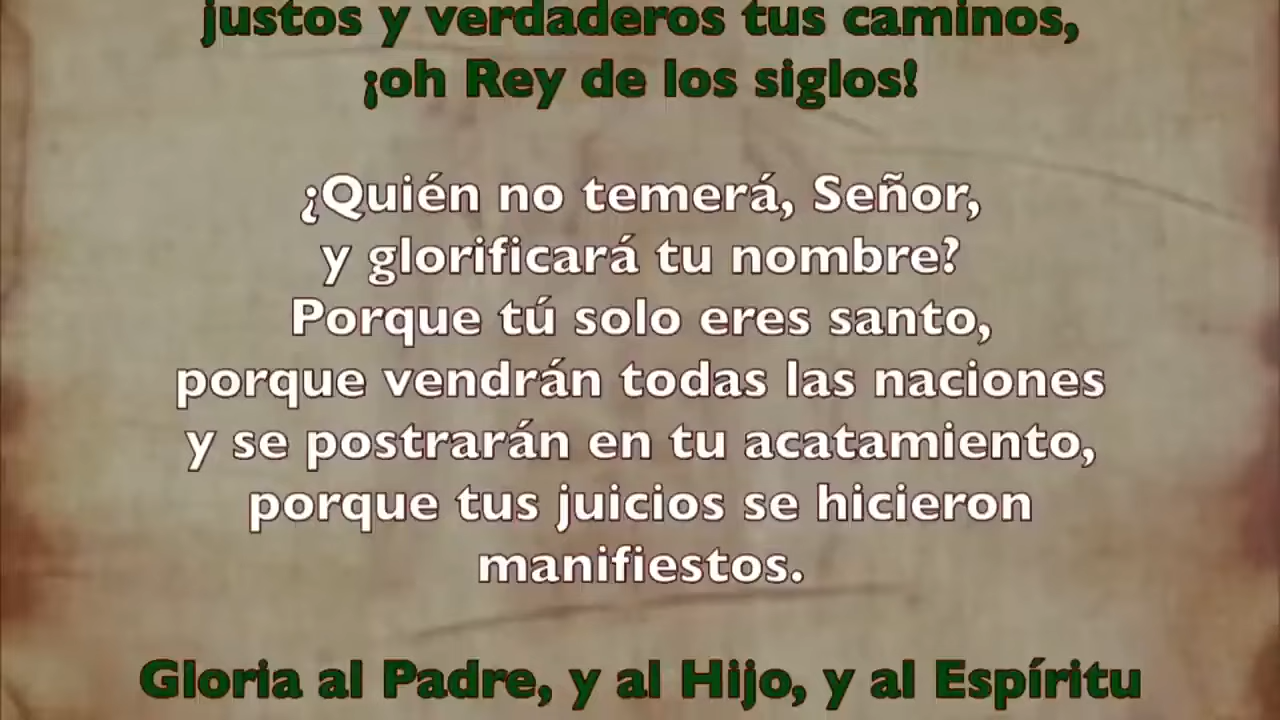 justos y verdaderos tus caminos,
¡oh Rey de los siglos!
¿Quién no temerá, Señor,
y glorificará tu nombre?
Porque tú solo eres santo,
porque vendrán todas las naciones
y se postrarán en tu acatamiento,
porque tus juicios se hicieron
manifiestos.
Gloria al Padre, y al Hijo, y al Espíritu